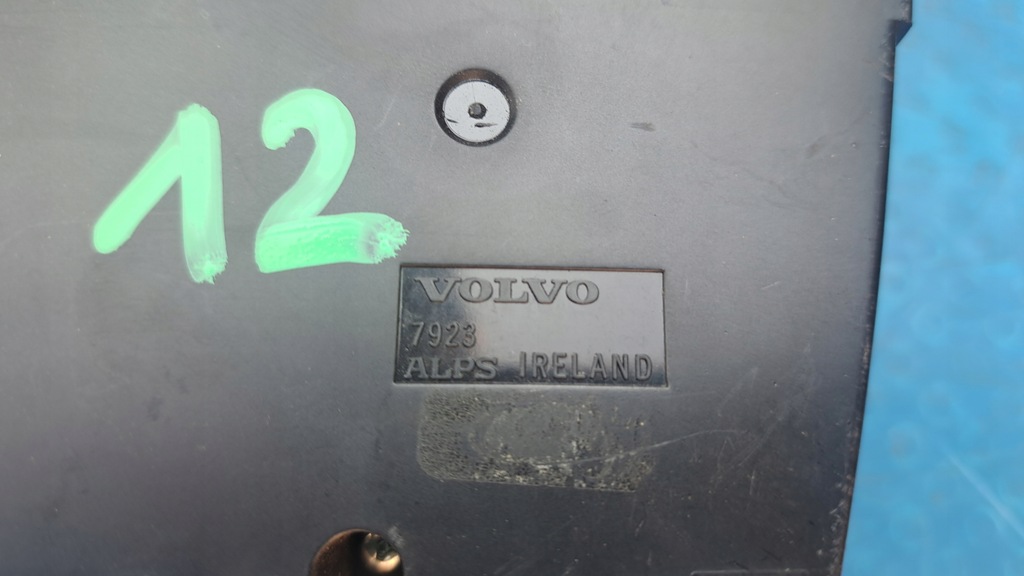 12
VOLVO
7923
ALPS IRELAND